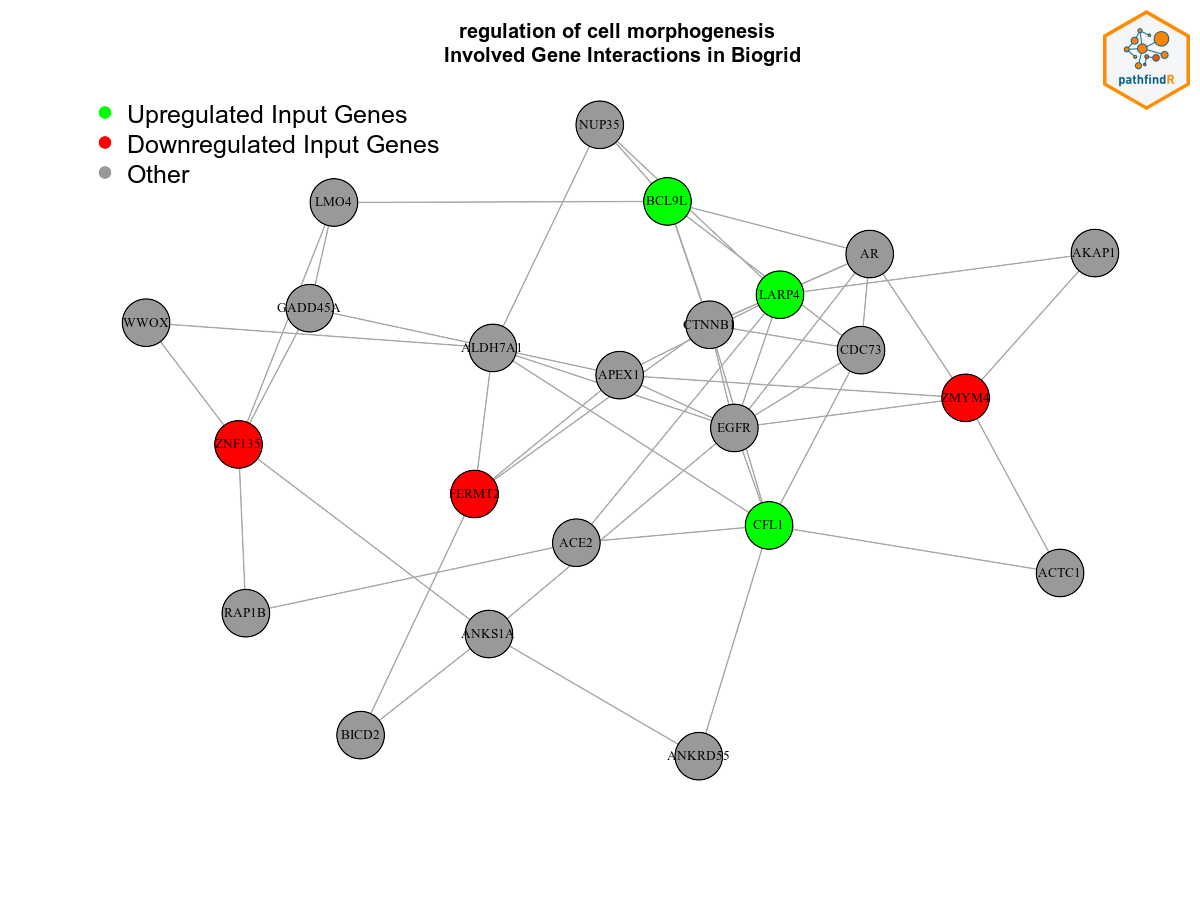 regulation of cell morphogenesis
Involved Gene Interactions in Biogrid
pathfindR
Upregulated Input Genes
Downregulated Input Genes
Other
NUP35
LMO4
BCL9L
AR
AKAP1
LARP4
GADD45A
WWOX
CTNNB1
ALDH7A1
CDC73
APEX1
ZMYM4
EGFR
ZNF135
FERMT2
CFL1
ACE2
ACTC1
RAP1B
ANKS1A
BICD2
ANKRD55